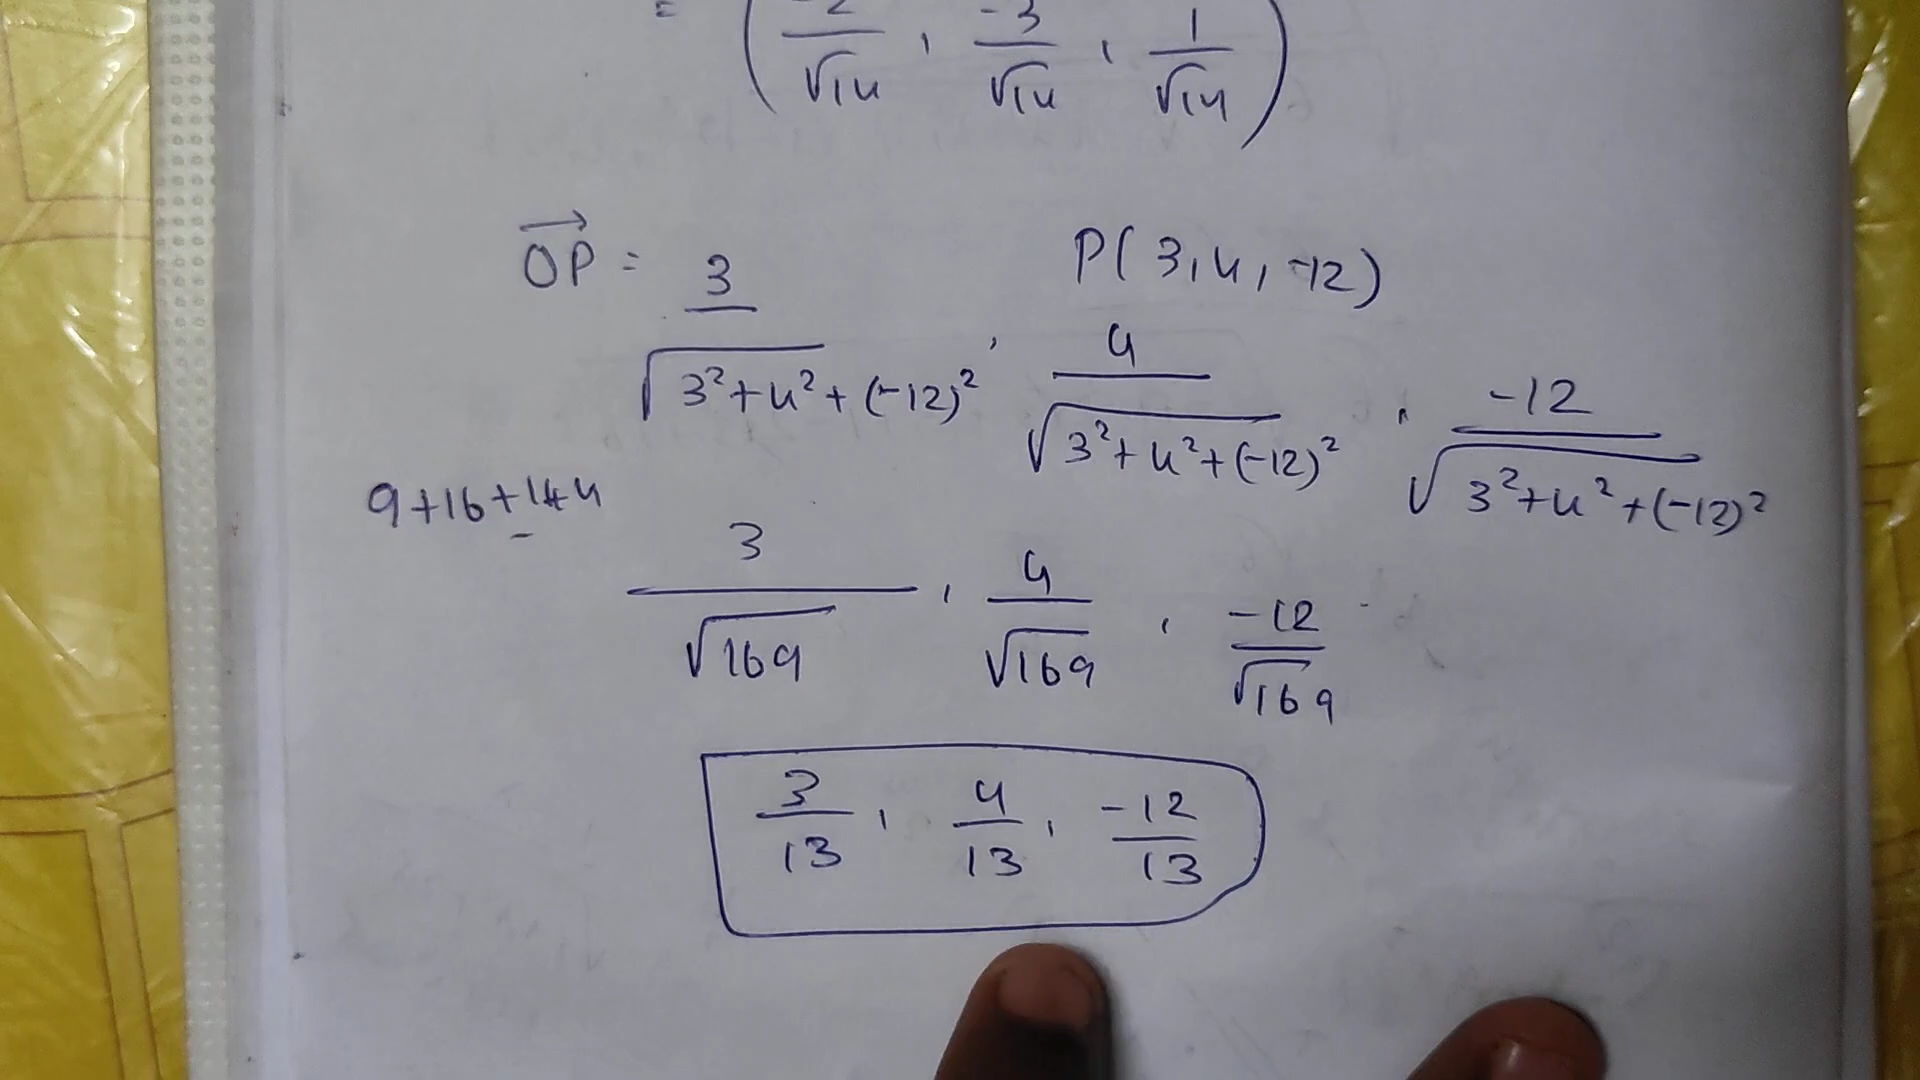 = ( -2/√14 , -3/√14 , 1/√14 )
OP⃗ = 3/√(3²+4²+(-12)²) , 4/√(3²+4²+(-12)²) , -12/√(3²+4²+(-12)²)
P(3,4,-12)
9+16+144
3/√169 , 4/√169 , -12/√169
3/13 , 4/13 , -12/13